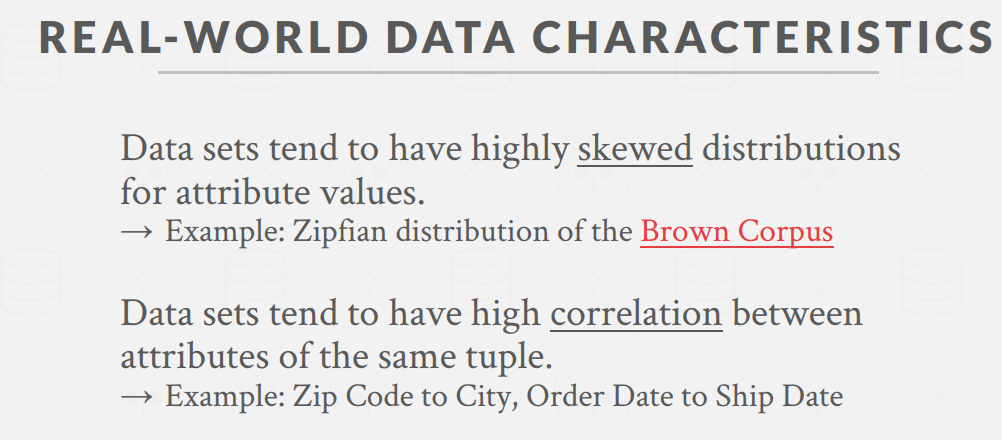 REAL-WORLD DATA CHARACTERISTICS
Data sets tend to have highly skewed distributions
for attribute values.
→ Example: Zipfian distribution of the Brown Corpus
Data sets tend to have high correlation between
attributes of the same tuple.
→ Example: Zip Code to City, Order Date to Ship Date